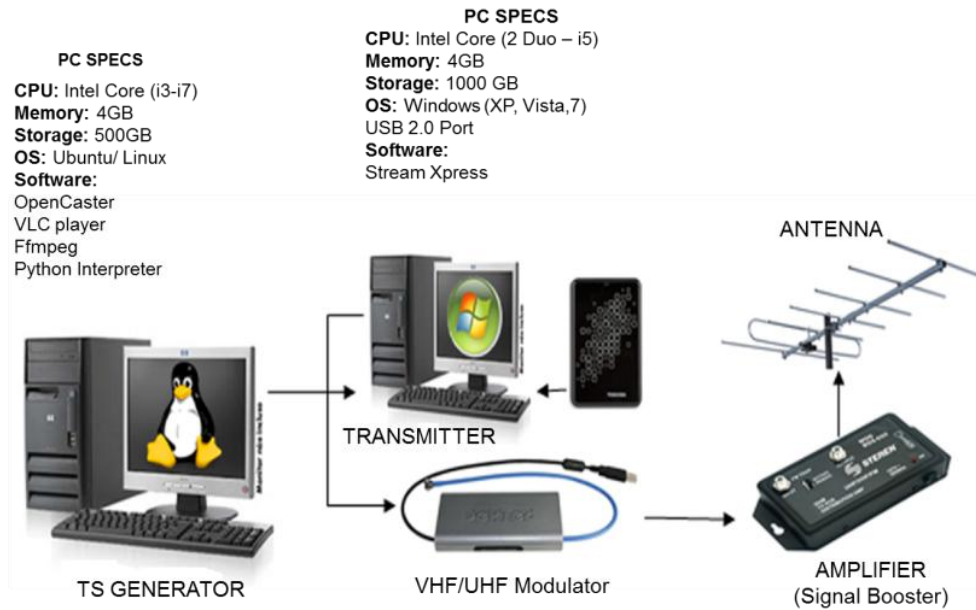 PC SPECS
CPU: Intel Core (i3-i7)
Memory: 4GB
Storage: 500GB
OS: Ubuntu/ Linux
Software:
OpenCaster
VLC player
Ffmpeg
Python Interpreter
PC SPECS
CPU: Intel Core (2 Duo – i5)
Memory: 4GB
Storage: 1000 GB
OS: Windows (XP, Vista,7)
USB 2.0 Port
Software:
Stream Xpress
ANTENNA
TRANSMITTER
TS GENERATOR
VHF/UHF Modulator
STEREN
AMPLIFIER
(Signal Booster)